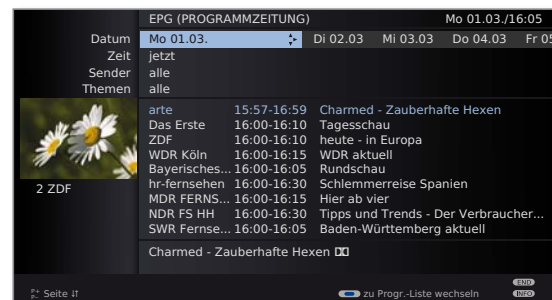 EPG (PROGRAMMZEITUNG) Mo 01.03./16:05
Datum Mo 01.03. Di 02.03 Mi 03.03 Do 04.03 Fr 05
Zeit jetzt
Sender alle
Themen alle
arte 15:57-16:59 Charmed - Zauberhafte Hexen
Das Erste 16:00-16:10 Tagesschau
ZDF 16:00-16:10 heute - in Europa
WDR Köln 16:00-16:15 WDR aktuell
Bayerisches... 16:00-16:05 Rundschau
hr-fernsehen 16:00-16:30 Schlemmerreise Spanien
MDR FERNS... 16:00-16:15 Hier ab vier
NDR FS HH 16:00-16:30 Tipps und Trends - Der Verbraucher...
SWR Fernse... 16:00-16:05 Baden-Württemberg aktuell
2 ZDF
Charmed - Zauberhafte Hexen
END
P+ P- Seite zu Progr.-Liste wechseln INFO